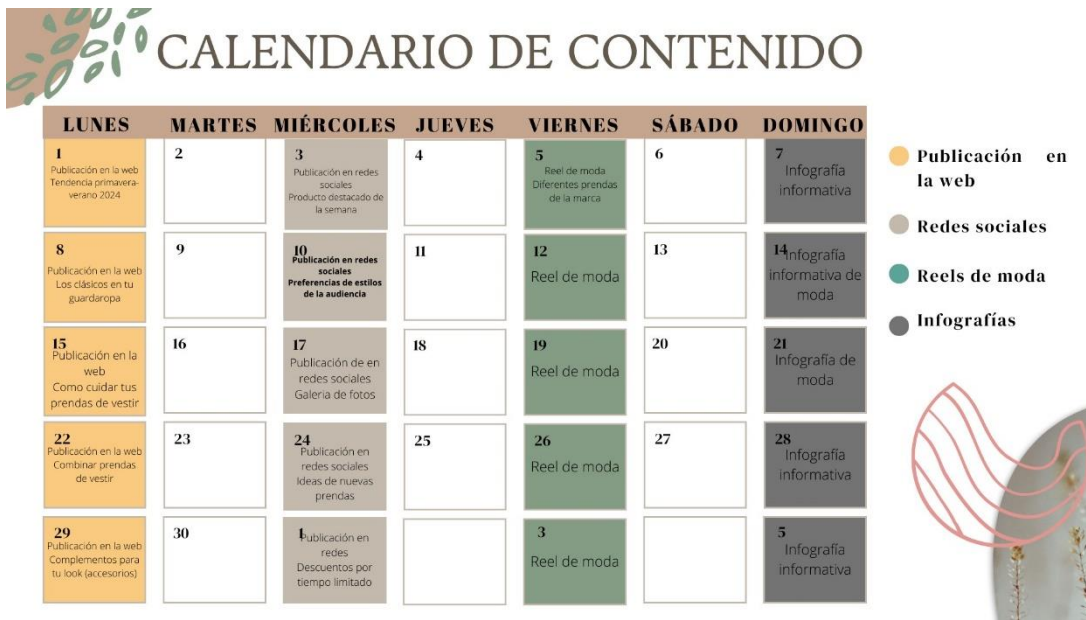 CALENDARIO DE CONTENIDO
LUNES MARTES MIÉRCOLES JUEVES VIERNES SÁBADO DOMINGO
1
Publicación en la web
Tendencia primavera-
verano 2024
2
3
Publicación en redes
sociales
Producto destacado de
la semana
4
5
Reel de moda
Diferentes prendas
de la marca
6
7
Infografía
informativa
8
Publicación en la web
Los clásicos en tu
guardaropa
9
10
Publicación en redes
sociales
Preferencias de estilos
de la audiencia
11
12
Reel de moda
13
14
Infografía
informativa de
moda
15
Publicación en la
web
Como cuidar tus
prendas de vestir
16
17
Publicación de en
redes sociales
Galeria de fotos
18
19
Reel de moda
20
21
Infografía de
moda
22
Publicación en la web
Combinar prendas
de vestir
23
24
Publicación en
redes sociales
Ideas de nuevas
prendas
25
26
Reel de moda
27
28
Infografía
informativa
29
Publicación en la web
Complementos para
tu look (accesorios)
30
1
Publicación en
redes
Descuentos por
tiempo limitado
3
Reel de moda
5
Infografía
informativa
Publicación en
la web
Redes sociales
Reels de moda
Infografías